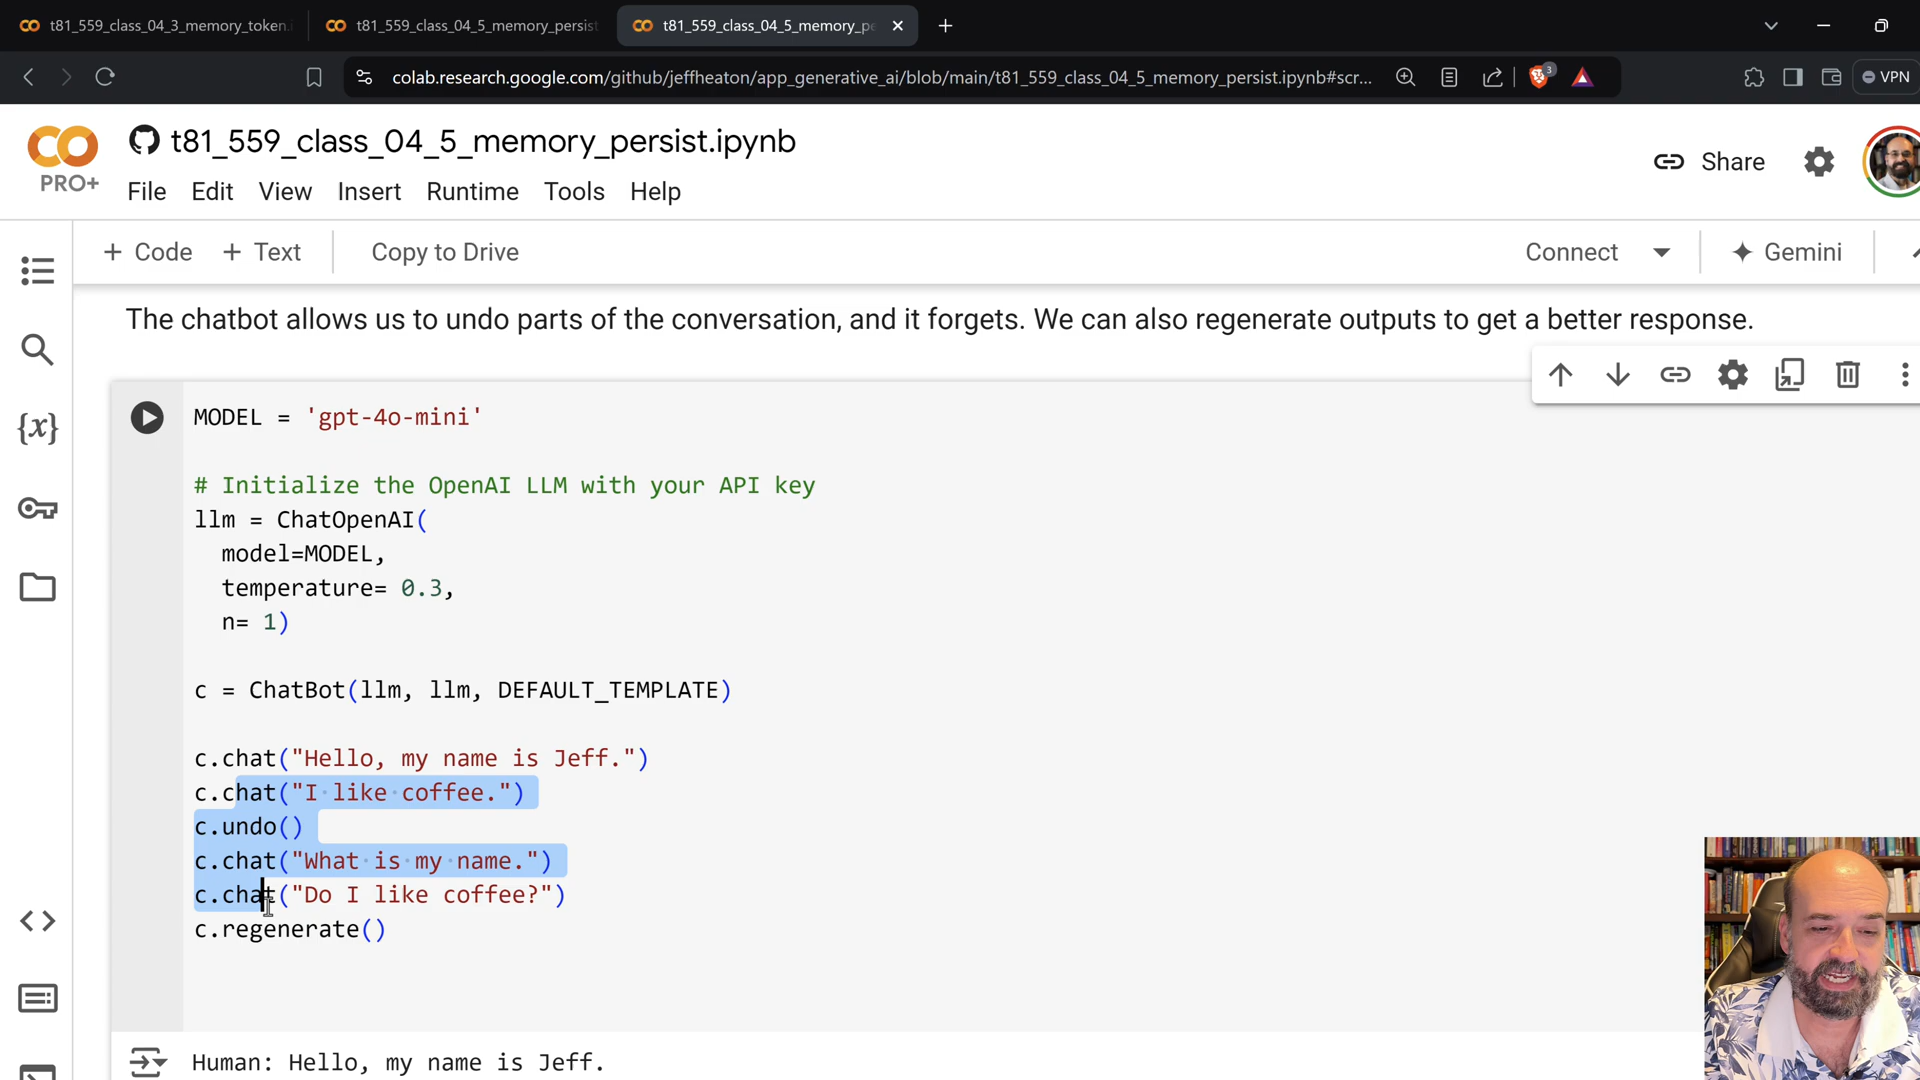 t81_559_class_04_3_memory_token.i
t81_559_class_04_5_memory_persist
t81_559_class_04_5_memory_pe
colab.research.google.com/github/jeffheaton/app_generative_ai/blob/main/t81_559_class_04_5_memory_persist.ipynb#scr...
3
VPN
PRO+
t81_559_class_04_5_memory_persist.ipynb
File Edit View Insert Runtime Tools Help
Share
+ Code + Text Copy to Drive
Connect Gemini
The chatbot allows us to undo parts of the conversation, and it forgets. We can also regenerate outputs to get a better response.
{x}
MODEL = 'gpt-4o-mini'
# Initialize the OpenAI LLM with your API key
llm = ChatOpenAI(
model=MODEL,
temperature= 0.3,
n= 1)
c = ChatBot(llm, llm, DEFAULT_TEMPLATE)
c.chat("Hello, my name is Jeff.")
c.chat("I like coffee.")
c.undo()
c.chat("What is my name.")
c.chat("Do I like coffee?")
c.regenerate()
Human: Hello, my name is Jeff.